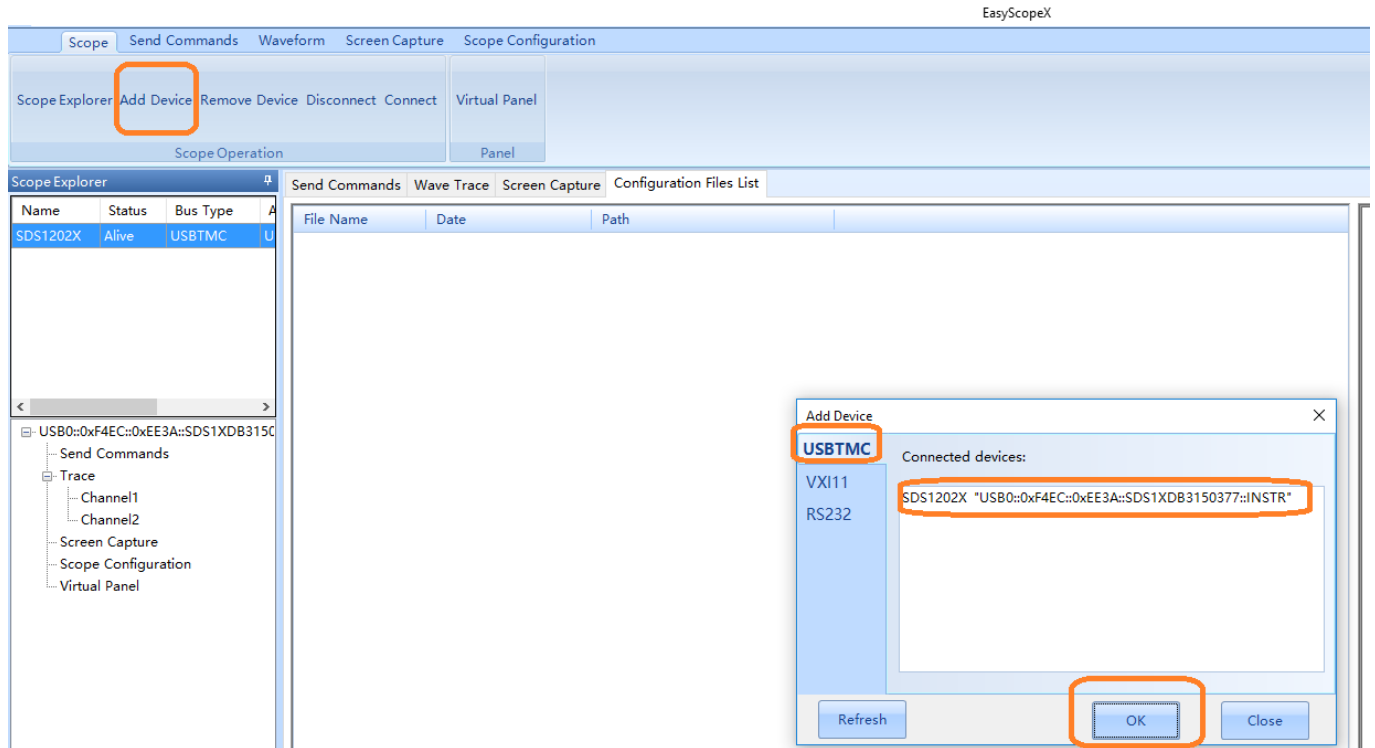 EasyScopeX
Scope Send Commands Waveform Screen Capture Scope Configuration
Scope Explorer Add Device Remove Device Disconnect Connect Virtual Panel
Scope Operation Panel
Scope Explorer
Name Status Bus Type A
SDS1202X Alive USBTMC U
USB0::0xF4EC::0xEE3A::SDS1XDB3150
Send Commands
Trace
Channel1
Channel2
Screen Capture
Scope Configuration
Virtual Panel
Send Commands Wave Trace Screen Capture Configuration Files List
File Name Date Path
Add Device
USBTMC
VXI11
RS232
Connected devices:
SDS1202X "USB0::0xF4EC::0xEE3A::SDS1XDB3150377::INSTR"
Refresh OK Close